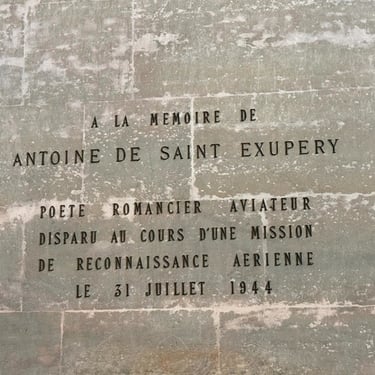 A LA MEMOIRE DE
ANTOINE DE SAINT EXUPERY
POETE ROMANCIER AVIATEUR
DISPARU AU COURS D'UNE MISSION
DE RECONNAISSANCE AERIENNE
LE 31 JUILLET 1944